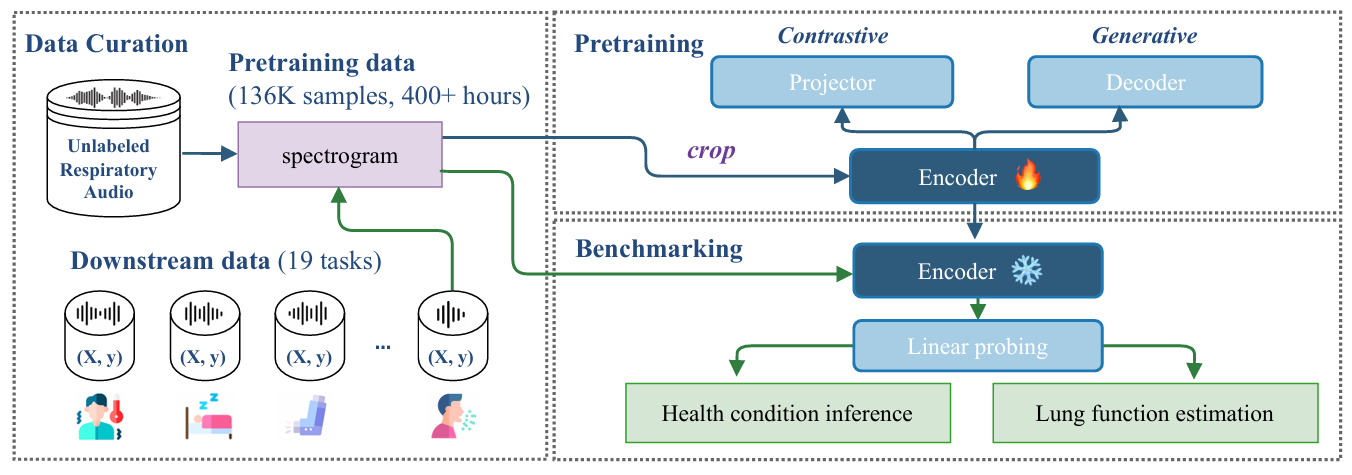 Data Curation
Pretraining data
(136K samples, 400+ hours)
Unlabeled
Respiratory
Audio
spectrogram
Downstream data (19 tasks)
(X, y)
(X, y)
(X, y)
...
(X, y)
z
z
Pretraining
Contrastive
Generative
Projector
Decoder
crop
Encoder
Benchmarking
Encoder
Linear probing
Health condition inference
Lung function estimation